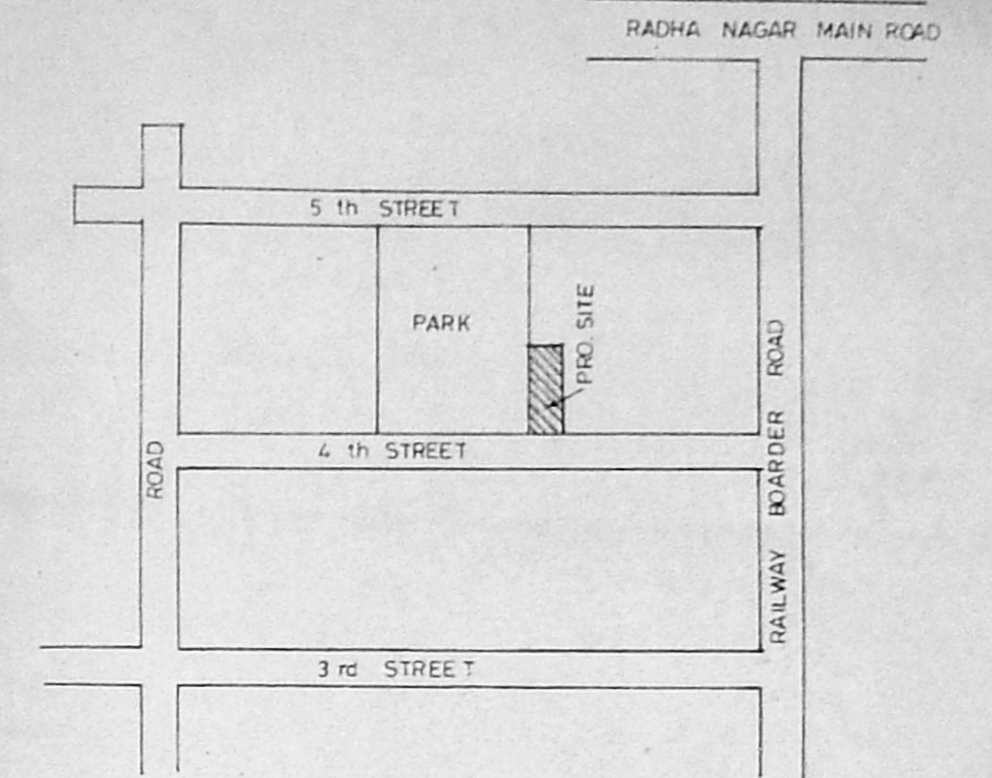 RADHA NAGAR MAIN ROAD
5 th STREET
PARK
PRO. SITE
4 th STREET
ROAD
RAILWAY BOARDER ROAD
3 rd STREET